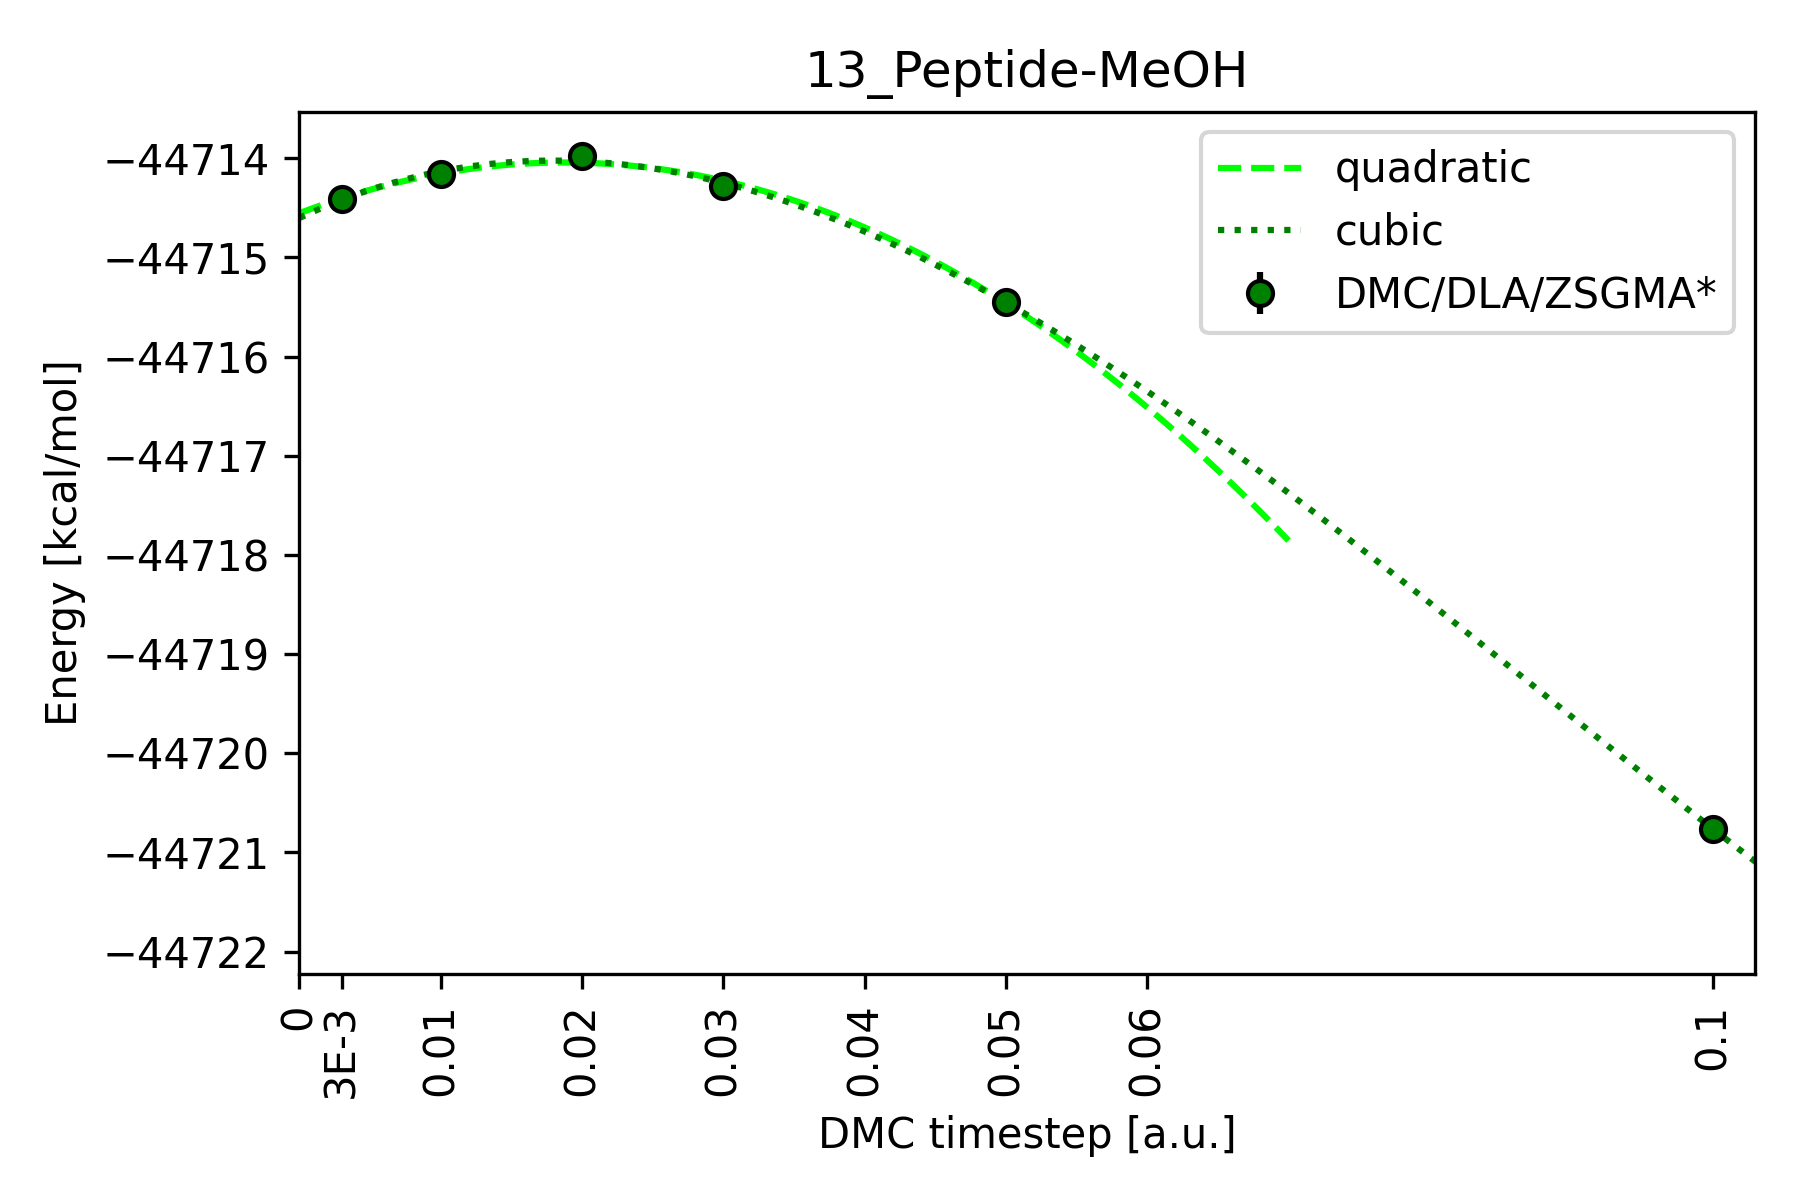 13_Peptide-MeOH
quadratic
cubic
DMC/DLA/ZSGMA*
Energy [kcal/mol]
−44714
−44715
−44716
−44717
−44718
−44719
−44720
−44721
−44722
0
3E-3
0.01
0.02
0.03
0.04
0.05
0.06
0.1
DMC timestep [a.u.]